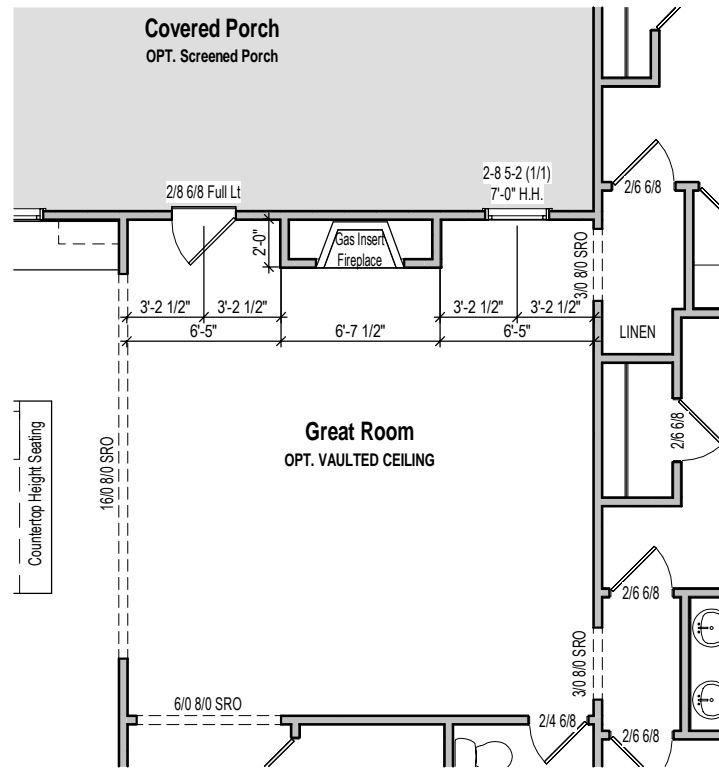 Covered Porch
OPT. Screened Porch
2/8 6/8 Full Lt
2-8 5-2 (1/1)
7'-0" H.H.
2/6 6/8
2'-0"
Gas Insert
Fireplace
3/0 8/0 SRO
3'-2 1/2"
3'-2 1/2"
3'-2 1/2"
3'-2 1/2"
6'-5"
6'-7 1/2"
6'-5"
LINEN
Great Room
OPT. VAULTED CEILING
2/6 6/8
16/0 8/0 SRO
Countertop Height Seating
2/6 6/8
3/0 8/0 SRO
6/0 8/0 SRO
2/4 6/8
2/6 6/8